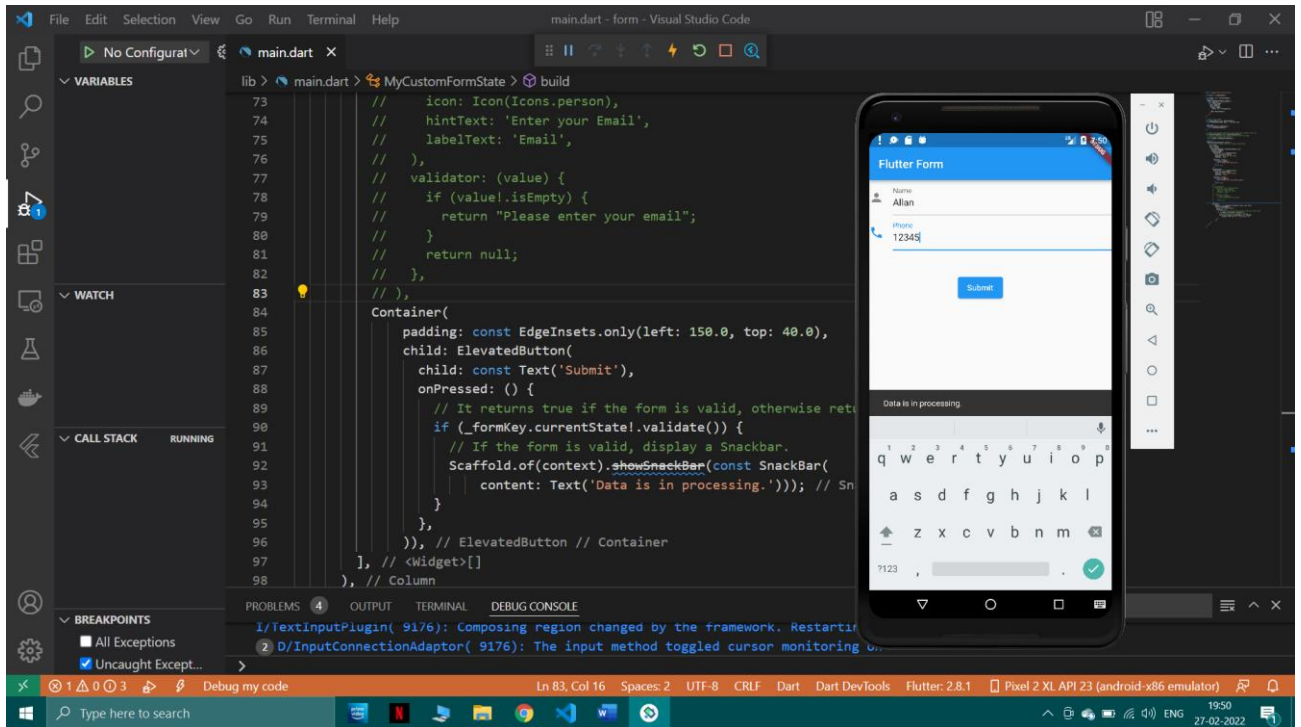 File Edit Selection View Go Run Terminal Help
main.dart - form - Visual Studio Code
No Configurat
main.dart
VARIABLES
lib > main.dart > MyCustomFormState > build
73 // icon: Icon(Icons.person),
74 // hintText: 'Enter your Email',
75 // labelText: 'Email',
76 // ),
77 // validator: (value) {
78 // if (value!.isEmpty) {
79 // return "Please enter your email";
80 // }
81 // return null;
82 // },
83 // ),
84 Container(
85 padding: const EdgeInsets.only(left: 150.0, top: 40.0),
86 child: ElevatedButton(
87 child: const Text('Submit'),
88 onPressed: () {
89 // It returns true if the form is valid, otherwise retu
90 if (_formKey.currentState!.validate()) {
91 // If the form is valid, display a Snackbar.
92 Scaffold.of(context).showSnackBar(const SnackBar(
93 content: Text('Data is in processing.'))); // Sn
94 }
95 },
96 )), // ElevatedButton // Container
97 ], // <Widget>[]
98 ), // Column
WATCH
CALL STACK RUNNING
BREAKPOINTS
All Exceptions
Uncaught Except...
1
PROBLEMS 4 OUTPUT TERMINAL DEBUG CONSOLE
I/TextInputPlugin( 9176): Composing region changed by the framework. Restartin
2 D/InputConnectionAdaptor( 9176): The input method toggled cursor monitoring on
>
7:50
Flutter Form
Name
Allan
Phone
12345
Submit
Data is in processing.
1 2 3 4 5 6 7 8 9 0
q w e r t y u i o p
a s d f g h j k l
z x c v b n m
?123 , .
1 0 3 Debug my code
Ln 83, Col 16 Spaces: 2 UTF-8 CRLF Dart Dart DevTools Flutter: 2.8.1 Pixel 2 XL API 23 (android-x86 emulator)
Type here to search
ENG
19:50
27-02-2022